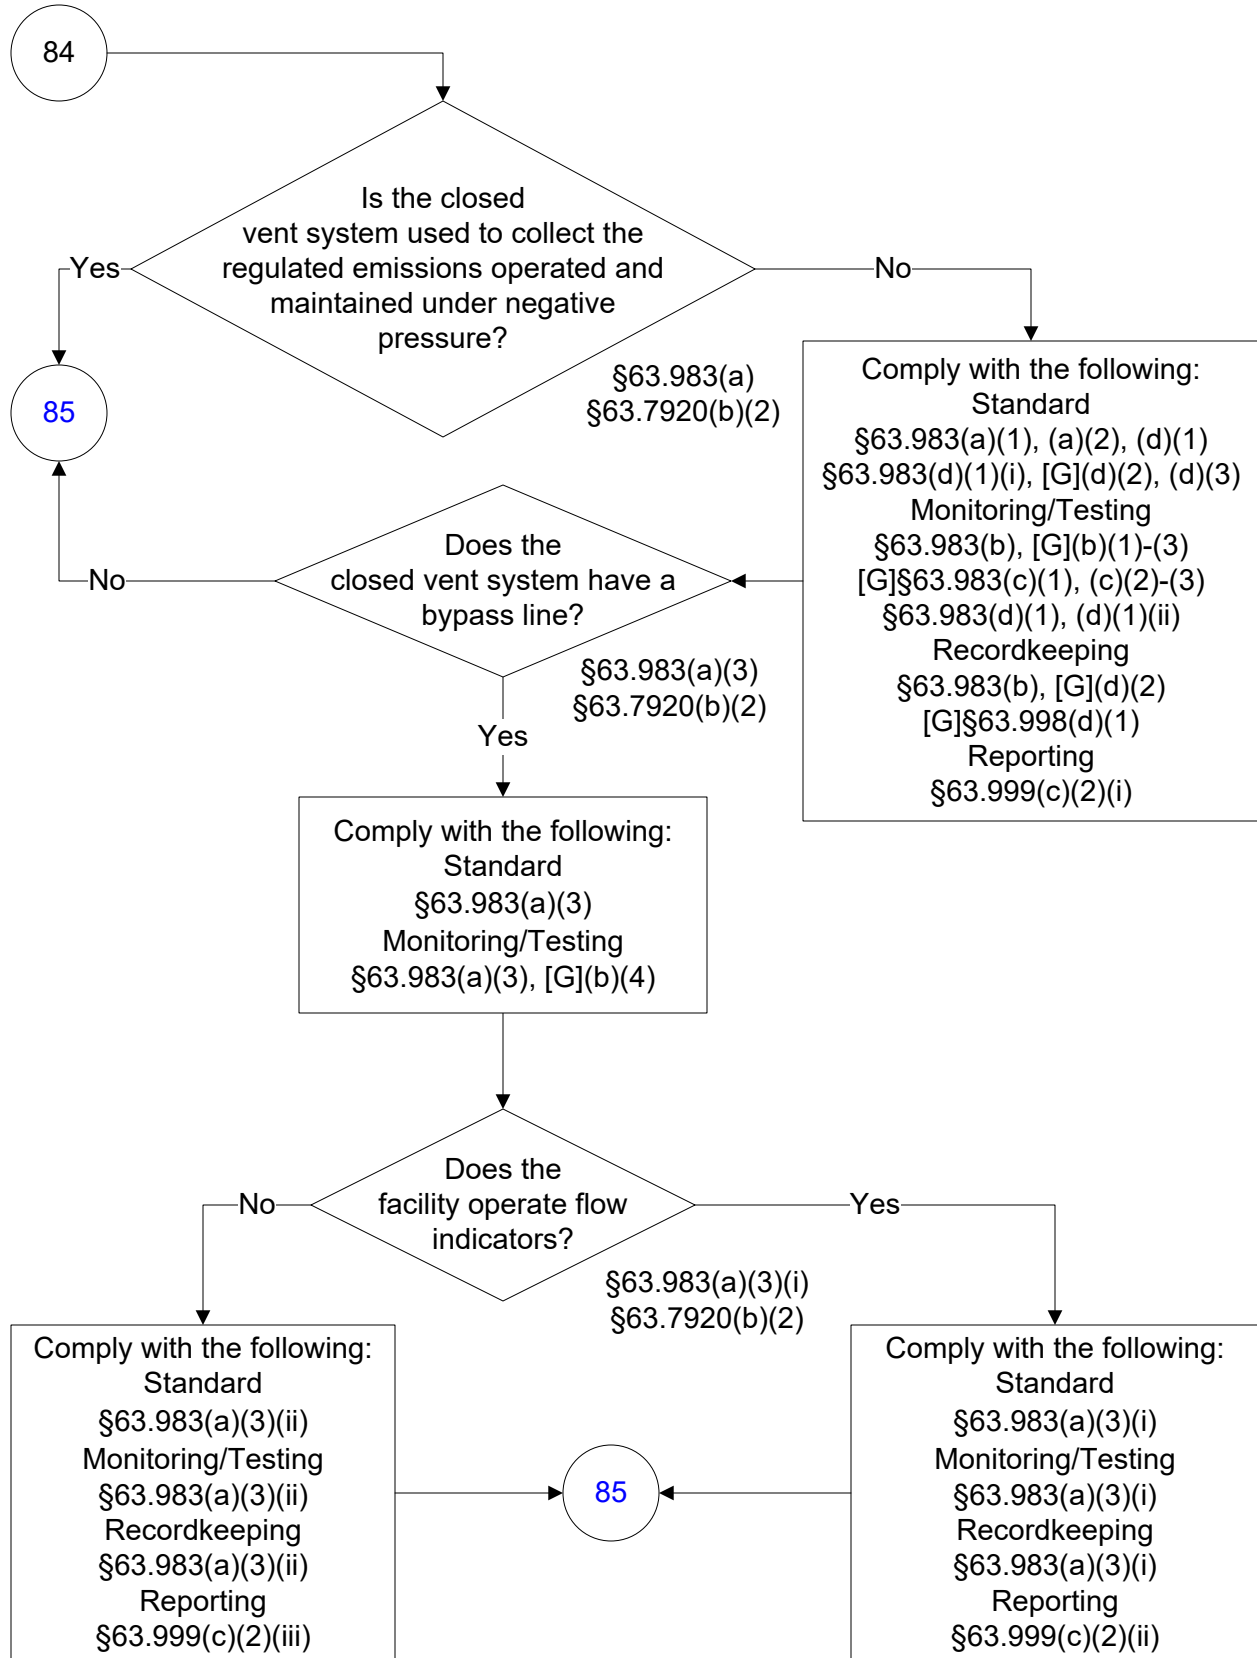 84
Is the closed
vent system used to collect the
regulated emissions operated and
maintained under negative
pressure?
Yes
No
§63.983(a)
§63.7920(b)(2)
85
Comply with the following:
Standard
§63.983(a)(1), (a)(2), (d)(1)
§63.983(d)(1)(i), [G](d)(2), (d)(3)
Monitoring/Testing
§63.983(b), [G](b)(1)-(3)
[G]§63.983(c)(1), (c)(2)-(3)
§63.983(d)(1), (d)(1)(ii)
Recordkeeping
§63.983(b), [G](d)(2)
[G]§63.998(d)(1)
Reporting
§63.999(c)(2)(i)
Does the
closed vent system have a
bypass line?
No
§63.983(a)(3)
§63.7920(b)(2)
Yes
Comply with the following:
Standard
§63.983(a)(3)
Monitoring/Testing
§63.983(a)(3), [G](b)(4)
Does the
facility operate flow
indicators?
No
Yes
§63.983(a)(3)(i)
§63.7920(b)(2)
Comply with the following:
Standard
§63.983(a)(3)(ii)
Monitoring/Testing
§63.983(a)(3)(ii)
Recordkeeping
§63.983(a)(3)(ii)
Reporting
§63.999(c)(2)(iii)
85
Comply with the following:
Standard
§63.983(a)(3)(i)
Monitoring/Testing
§63.983(a)(3)(i)
Recordkeeping
§63.983(a)(3)(i)
Reporting
§63.999(c)(2)(ii)